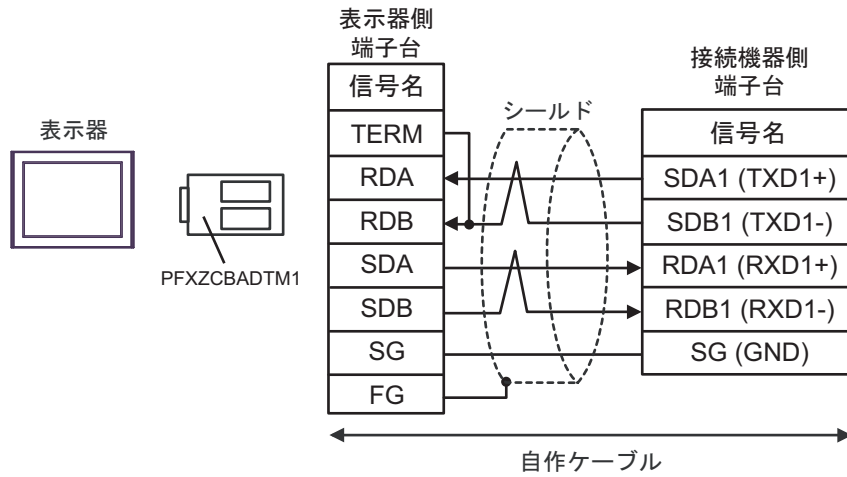 表示器
PFXZCBADTM1
表示器側
端子台
信号名
TERM
RDA
RDB
SDA
SDB
SG
FG
シールド
接続機器側
端子台
信号名
SDA1 (TXD1+)
SDB1 (TXD1-)
RDA1 (RXD1+)
RDB1 (RXD1-)
SG (GND)
自作ケーブル